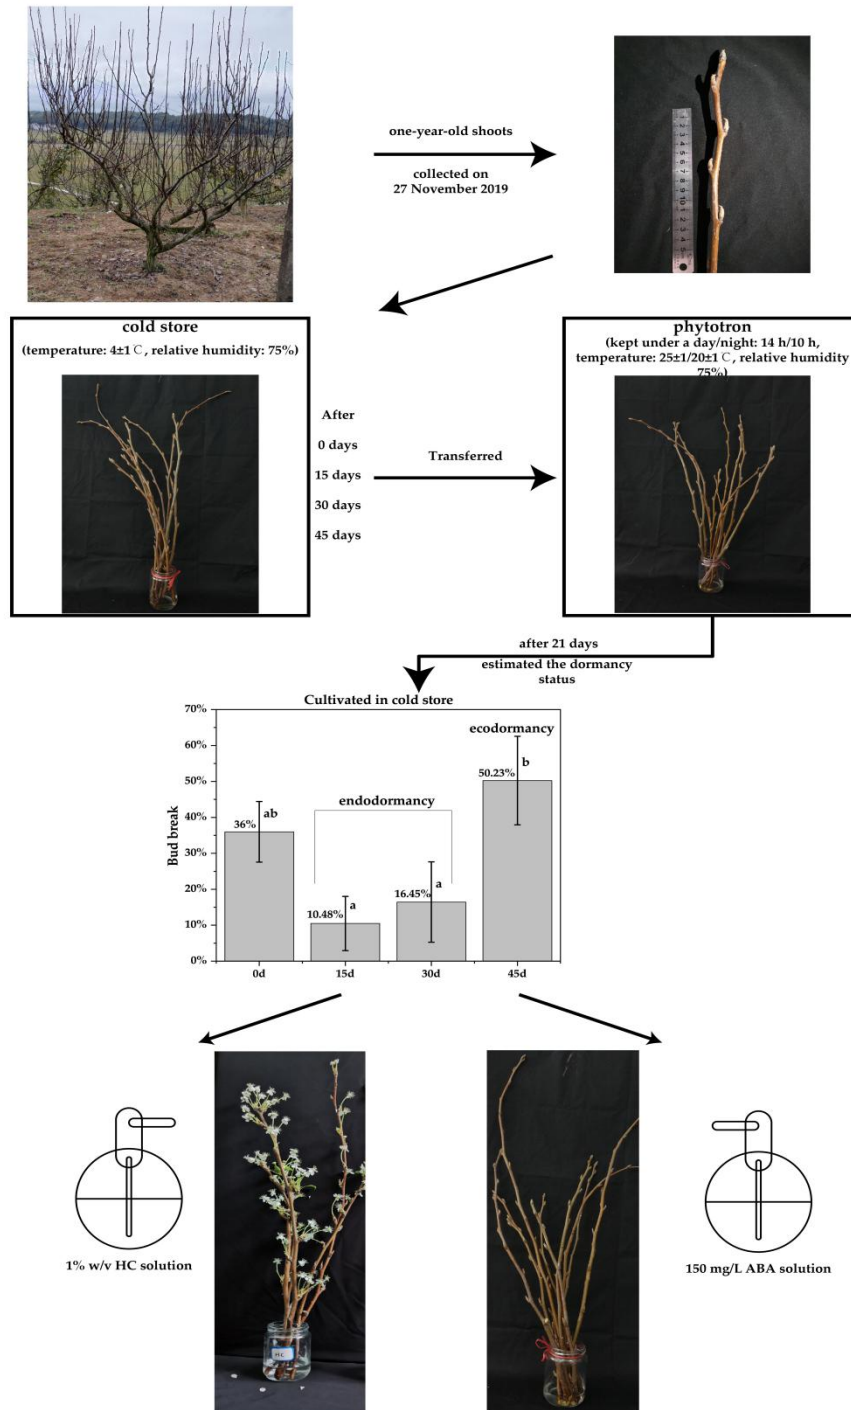 one-year-old shoots
collected on
27 November 2019
cold store
(temperature: 4±1℃, relative humidity: 75%)
After
0 days
15 days
30 days
45 days
Transferred
phytotron
(kept under a day/night: 14 h/10 h,
temperature: 25±1/20±1℃, relative humidity
75%)
after 21 days
estimated the dormancy
status
Cultivated in cold store
Bud break
70%
60%
50%
40%
30%
20%
10%
0%
36%
ab
endodormancy
10.48%
a
16.45%
a
ecodormancy
50.23%
b
0d
15d
30d
45d
1% w/v HC solution
150 mg/L ABA solution